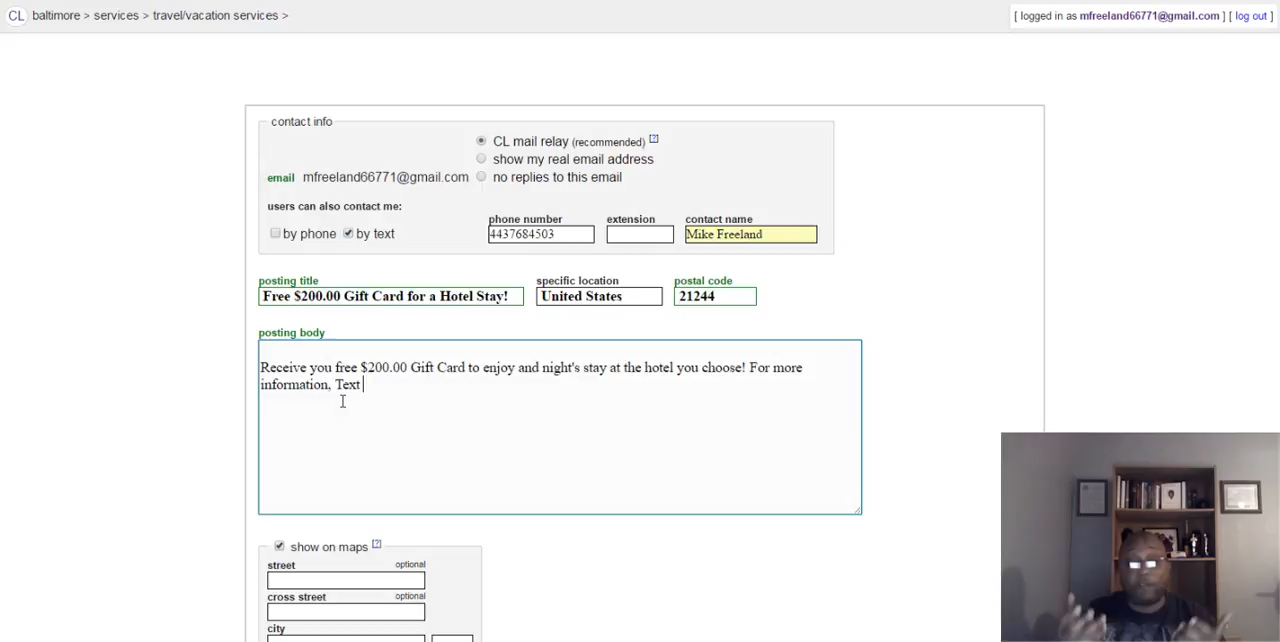 CL baltimore > services > travel/vacation services >
[ logged in as mfreeland66771@gmail.com ] [ log out ]
contact info
CL mail relay (recommended) [?]
show my real email address
email mfreeland66771@gmail.com no replies to this email
users can also contact me:
phone number extension contact name
by phone by text 4437684503 Mike Freeland
posting title specific location postal code
Free $200.00 Gift Card for a Hotel Stay! United States 21244
posting body
Receive you free $200.00 Gift Card to enjoy and night's stay at the hotel you choose! For more
information, Text
show on maps [?]
street optional
cross street optional
city